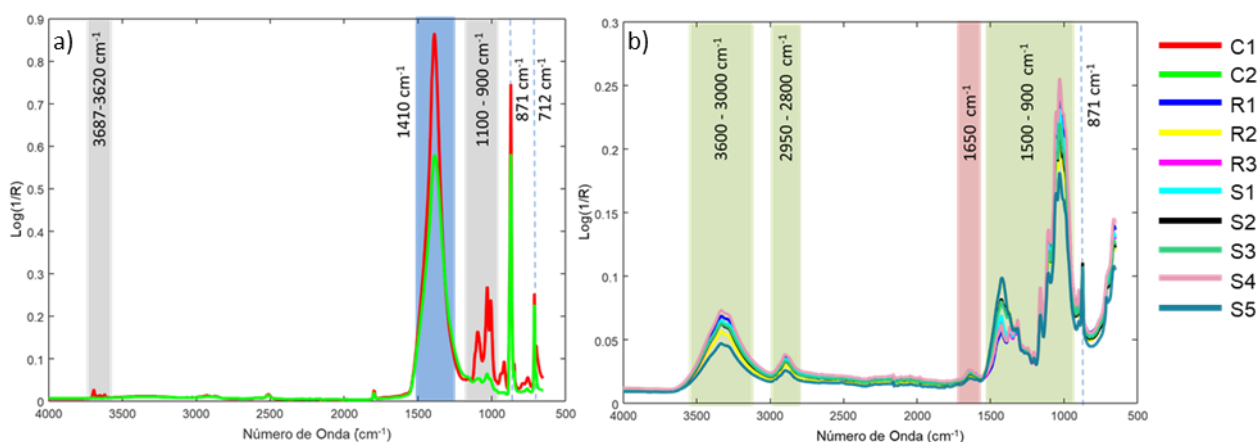 a)
0.9
0.8
0.7
0.6
0.5
0.4
0.3
0.2
0.1
0
Log(1/R)
4000 3500 3000 2500 2000 1500 1000 500
Número de Onda (cm⁻¹)
3687-3620 cm⁻¹
1410 cm⁻¹
1100 - 900 cm⁻¹
871 cm⁻¹
712 cm⁻¹
b)
0.3
0.25
0.2
0.15
0.1
0.05
0
Log(1/R)
4000 3500 3000 2500 2000 1500 1000 500
Número de Onda (cm⁻¹)
3600 - 3000 cm⁻¹
2950 - 2800 cm⁻¹
1650 cm⁻¹
1500 - 900 cm⁻¹
871 cm⁻¹
C1
C2
R1
R2
R3
S1
S2
S3
S4
S5